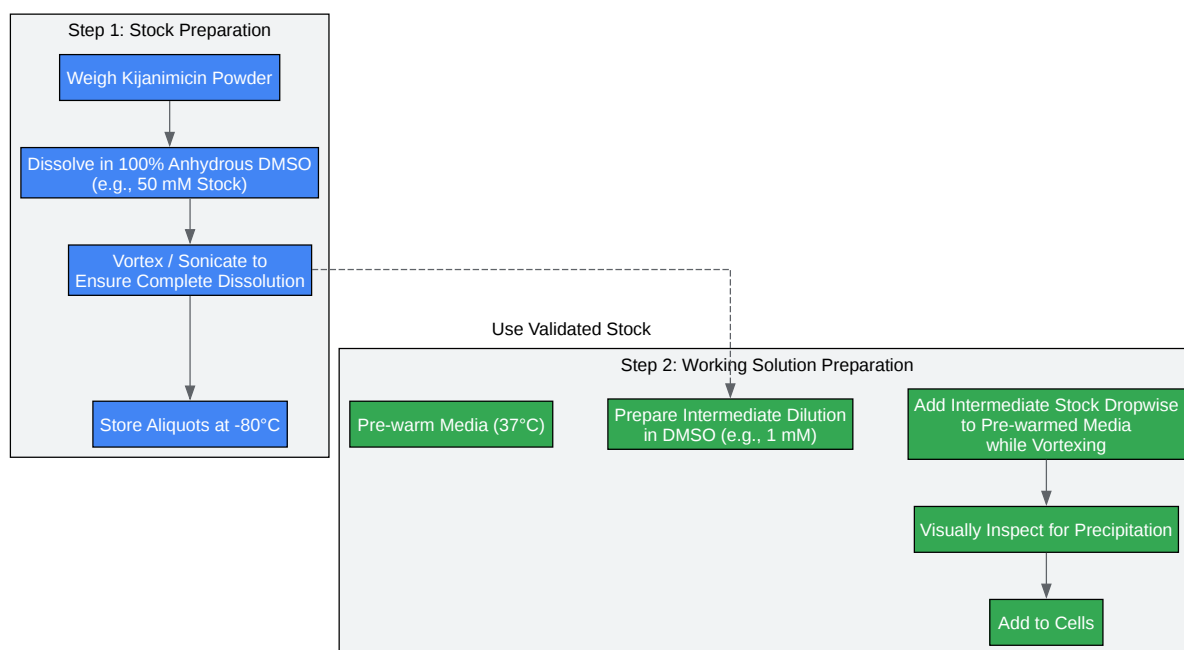 Step 1: Stock Preparation
Weigh Kijanimicin Powder
Dissolve in 100% Anhydrous DMSO
(e.g., 50 mM Stock)
Vortex / Sonicate to
Ensure Complete Dissolution
Store Aliquots at -80°C
Use Validated Stock
Step 2: Working Solution Preparation
Pre-warm Media (37°C)
Prepare Intermediate Dilution
in DMSO (e.g., 1 mM)
Add Intermediate Stock Dropwise
to Pre-warmed Media
while Vortexing
Visually Inspect for Precipitation
Add to Cells